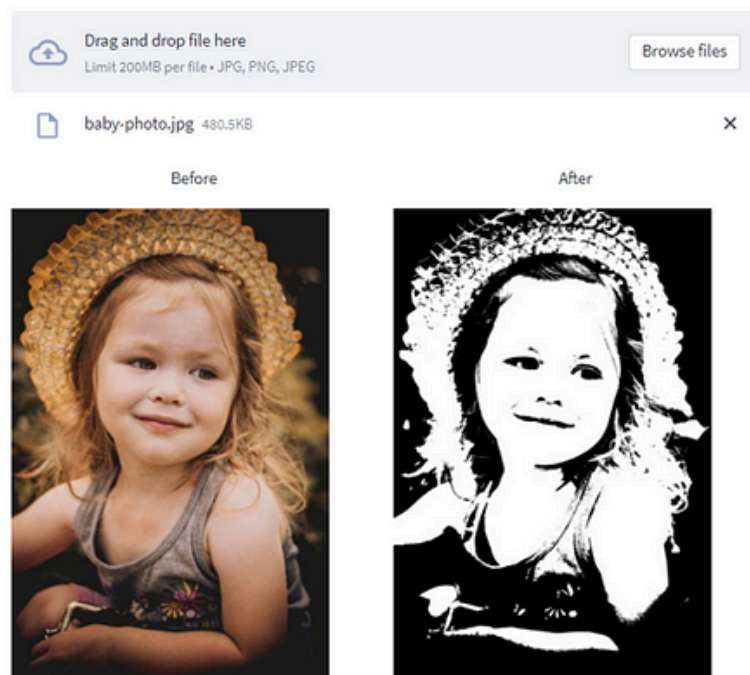 Drag and drop file here
Limit 200MB per file • JPG, PNG, JPEG
Browse files
baby-photo.jpg 480.5KB
Before
After